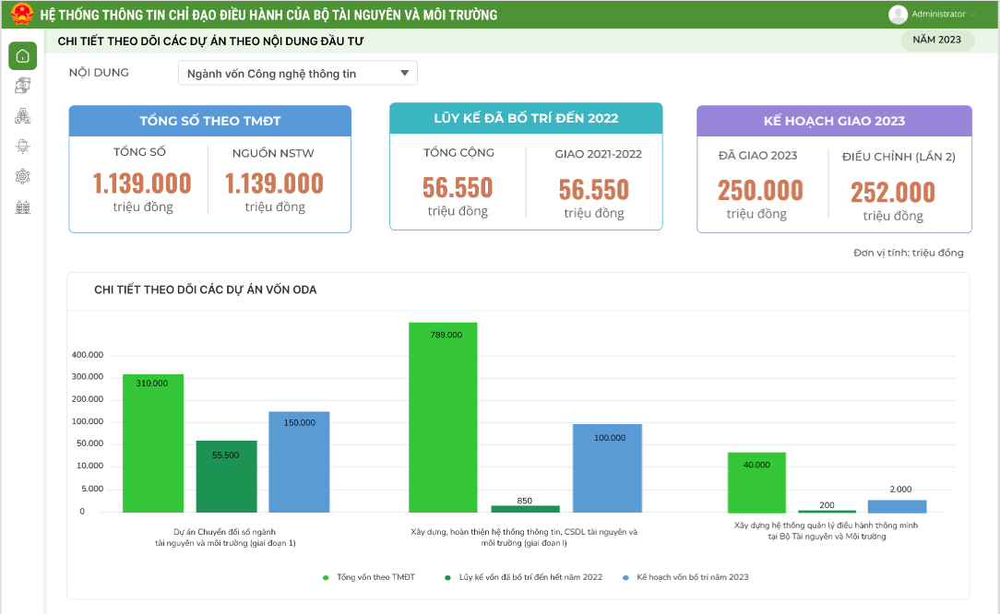 HỆ THỐNG THÔNG TIN CHỈ ĐẠO ĐIỀU HÀNH CỦA BỘ TÀI NGUYÊN VÀ MÔI TRƯỜNG
Administrator
CHI TIẾT THEO DÕI CÁC DỰ ÁN THEO NỘI DUNG ĐẦU TƯ
NĂM 2023
NỘI DUNG
Ngành vốn Công nghệ thông tin
TỔNG SỐ THEO TMĐT
TỔNG SỐ
1.139.000
triệu đồng
NGUỒN NSTW
1.139.000
triệu đồng
LŨY KẾ ĐÃ BỐ TRÍ ĐẾN 2022
TỔNG CỘNG
56.550
triệu đồng
GIAO 2021-2022
56.550
triệu đồng
KẾ HOẠCH GIAO 2023
ĐÃ GIAO 2023
250.000
triệu đồng
ĐIỀU CHỈNH (LẦN 2)
252.000
triệu đồng
Đơn vị tính: triệu đồng
CHI TIẾT THEO DÕI CÁC DỰ ÁN VỐN ODA
400.000
300.000
200.000
100.000
50.000
10.000
5.000
0
310.000
55.500
150.000
789.000
850
100.000
40.000
200
2.000
Dự án Chuyển đổi số ngành
tài nguyên và môi trường (giai đoạn 1)
Xây dựng, hoàn thiện hệ thống thông tin, CSDL tài nguyên và
môi trường (giai đoạn I)
Xây dựng hệ thống quản lý điều hành thông minh
tại Bộ Tài nguyên và Môi trường
Tổng vốn theo TMĐT
Lũy kế vốn đã bố trí đến hết năm 2022
Kế hoạch vốn bố trí năm 2023